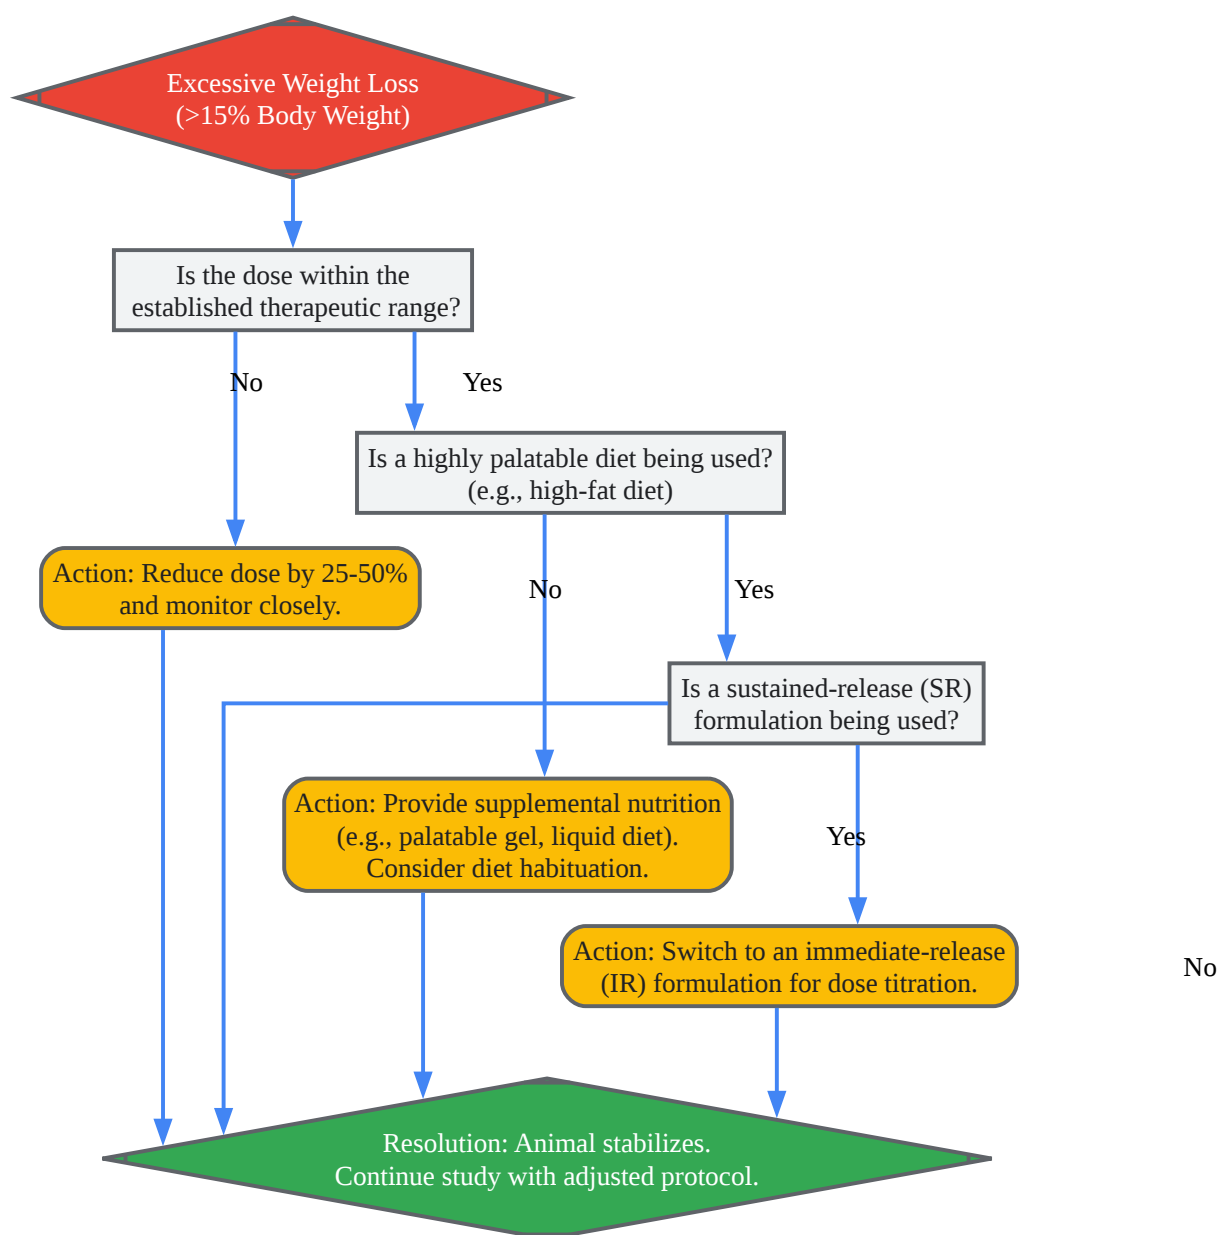 Excessive Weight Loss
(>15% Body Weight)
Is the dose within the
established therapeutic range?
No
Yes
Is a highly palatable diet being used?
(e.g., high-fat diet)
Action: Reduce dose by 25-50%
and monitor closely.
No
Yes
Is a sustained-release (SR)
formulation being used?
Action: Provide supplemental nutrition
(e.g., palatable gel, liquid diet).
Consider diet habituation.
Yes
Action: Switch to an immediate-release
(IR) formulation for dose titration.
No
Resolution: Animal stabilizes.
Continue study with adjusted protocol.